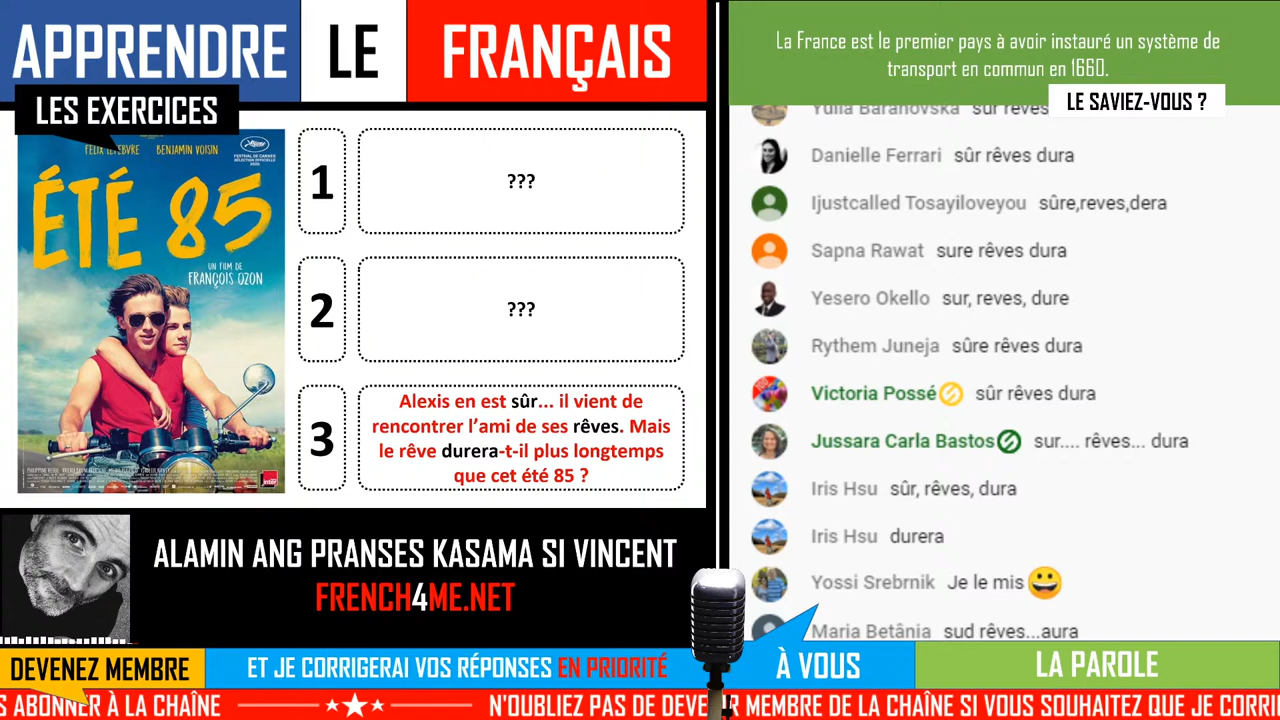 APPRENDRE LE FRANÇAIS
LES EXERCICES
FÉLIX LEFEBVRE BENJAMIN VOISIN
FESTIVAL DE CANNES
ÉTÉ 85
UN FILM DE
FRANÇOIS OZON
inter
1
???
2
???
3
Alexis en est sûr... il vient de
rencontrer l’ami de ses rêves. Mais
le rêve durera-t-il plus longtemps
que cet été 85 ?
ALAMIN ANG PRANSES KASAMA SI VINCENT
FRENCH4ME.NET
La France est le premier pays à avoir instauré un système de
transport en commun en 1660.
LE SAVIEZ-VOUS ?
Yulia Baranovska sûr rêves
Danielle Ferrari sûr rêves dura
Ijustcalled Tosayiloveyou sûre,reves,dera
Sapna Rawat sure rêves dura
Yesero Okello sur, reves, dure
Rythem Juneja sûre rêves dura
Victoria Possé sûr rêves dura
Jussara Carla Bastos sur.... rêves... dura
Iris Hsu sûr, rêves, dura
Iris Hsu durera
Yossi Srebrnik Je le mis
Maria Betânia sud rêves...aura
DEVENEZ MEMBRE
ET JE CORRIGERAI VOS RÉPONSES EN PRIORITÉ
À VOUS
LA PAROLE
S ABONNER À LA CHAÎNE
N'OUBLIEZ PAS DE DEVE R MEMBRE DE LA CHAÎNE SI VOUS SOUHAITEZ QUE JE CORRI